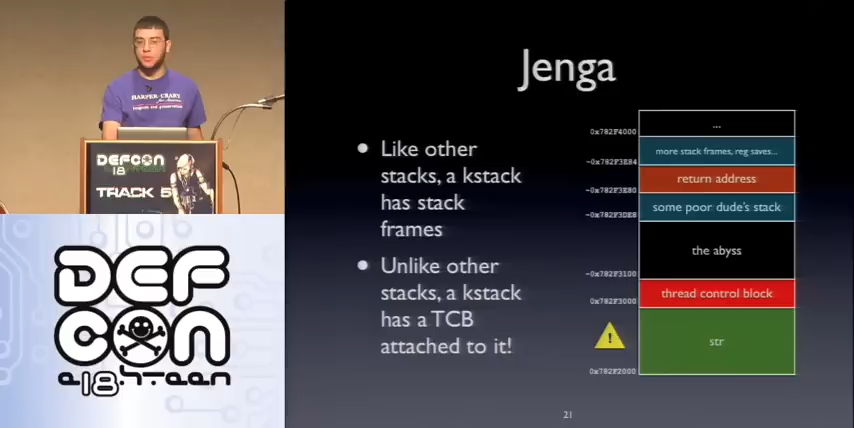 HARPER-CRARY
DEFCON
18
TRACK 5
DEF
CON
e18hteen
Jenga
Like other
stacks, a kstack
has stack
frames
Unlike other
stacks, a kstack
has a TCB
attached to it!
0x782F4000
~0x782F3E84
~0x782F3E80
~0x782F3DE8
~0x782F3100
0x782F3000
0x782F2000
...
more stack frames, reg saves...
return address
some poor dude's stack
the abyss
thread control block
!
str
21